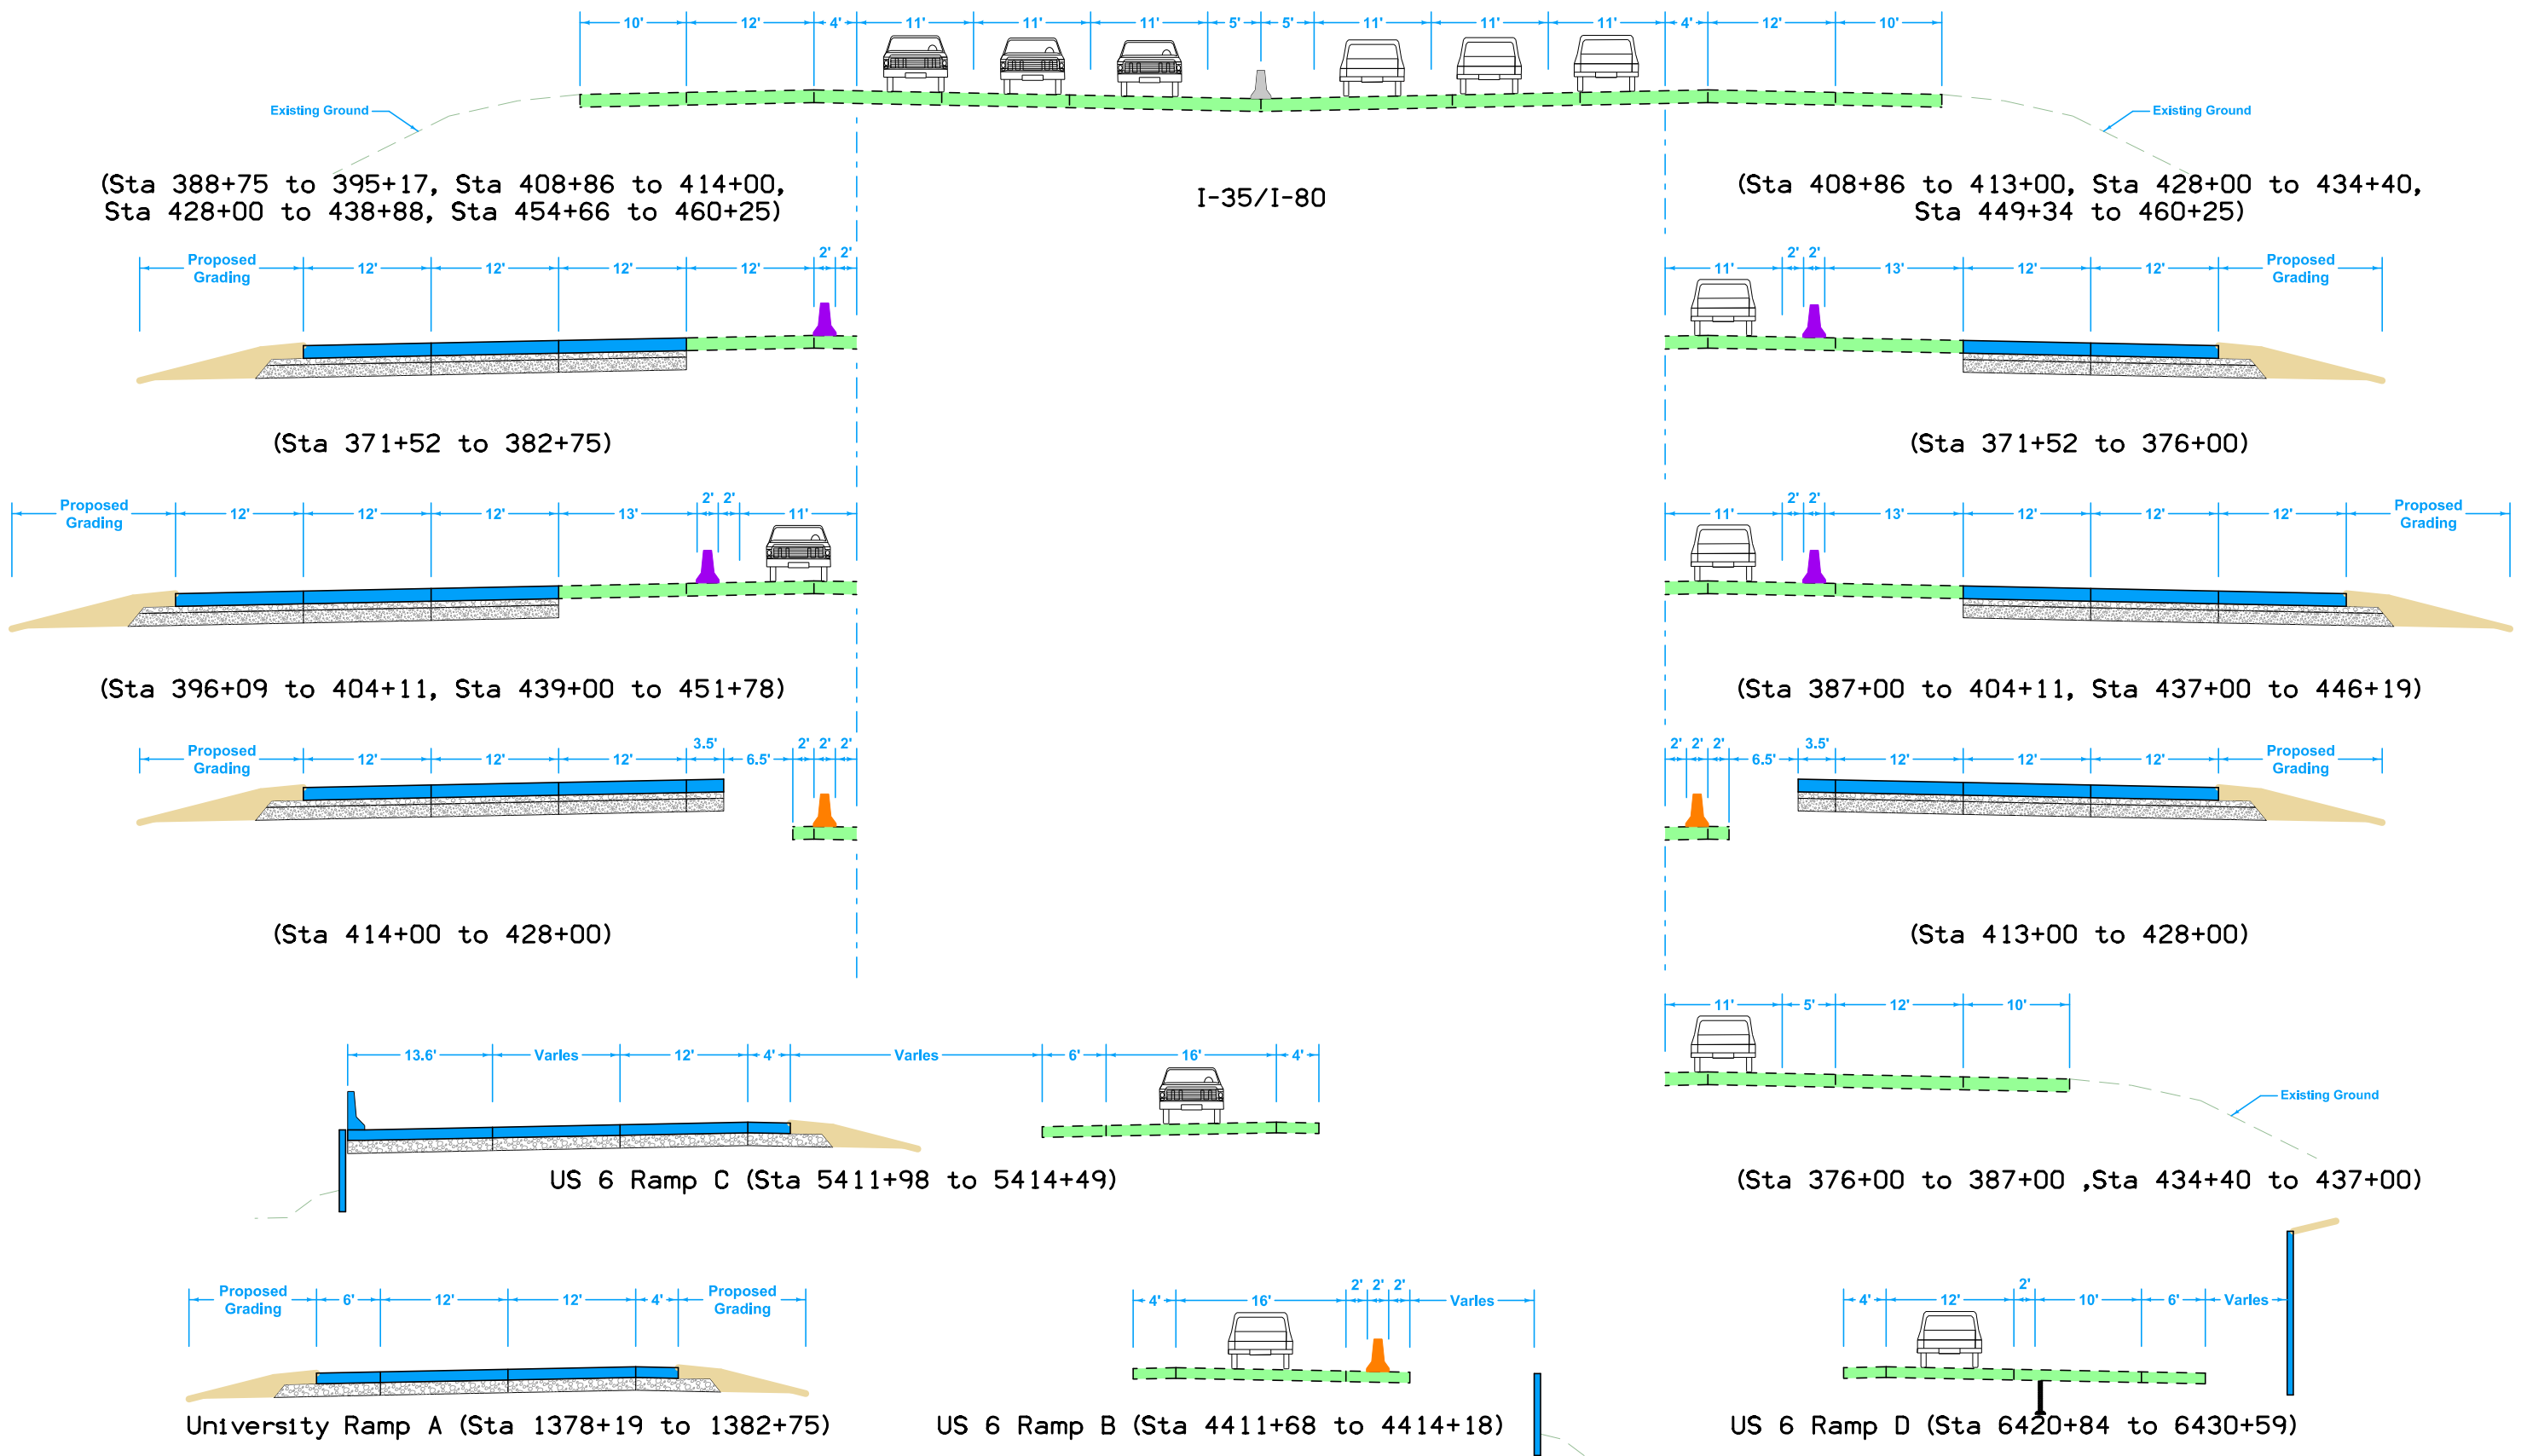 10' 12' 4' 11' 11' 11' 5' 5' 11' 11' 11' 4' 12' 10'
Existing Ground
Existing Ground
(Sta 388+75 to 395+17, Sta 408+86 to 414+00,
Sta 428+00 to 438+88, Sta 454+66 to 460+25)
I-35/I-80
(Sta 408+86 to 413+00, Sta 428+00 to 434+40,
Sta 449+34 to 460+25)
Proposed
Grading
12' 12' 12' 12' 2' 2'
11' 2' 2' 13' 12' 12'
Proposed
Grading
(Sta 371+52 to 382+75)
(Sta 371+52 to 376+00)
Proposed
Grading
12' 12' 12' 13' 2' 2' 11'
11' 2' 2' 13' 12' 12' 12'
Proposed
Grading
(Sta 396+09 to 404+11, Sta 439+00 to 451+78)
(Sta 387+00 to 404+11, Sta 437+00 to 446+19)
Proposed
Grading
12' 12' 12' 3.5' 6.5' 2' 2' 2'
2' 2' 2' 6.5' 3.5' 12' 12' 12'
Proposed
Grading
(Sta 414+00 to 428+00)
(Sta 413+00 to 428+00)
11' 5' 12' 10'
13.6' Varles 12' 4' Varles 6' 16' 4'
Existing Ground
US 6 Ramp C (Sta 5411+98 to 5414+49)
(Sta 376+00 to 387+00 ,Sta 434+40 to 437+00)
Proposed
Grading
6' 12' 12' 4'
Proposed
Grading
4' 16' 2' 2' 2' Varles
4' 12' 2' 10' 6' Varles
University Ramp A (Sta 1378+19 to 1382+75)
US 6 Ramp B (Sta 4411+68 to 4414+18)
US 6 Ramp D (Sta 6420+84 to 6430+59)